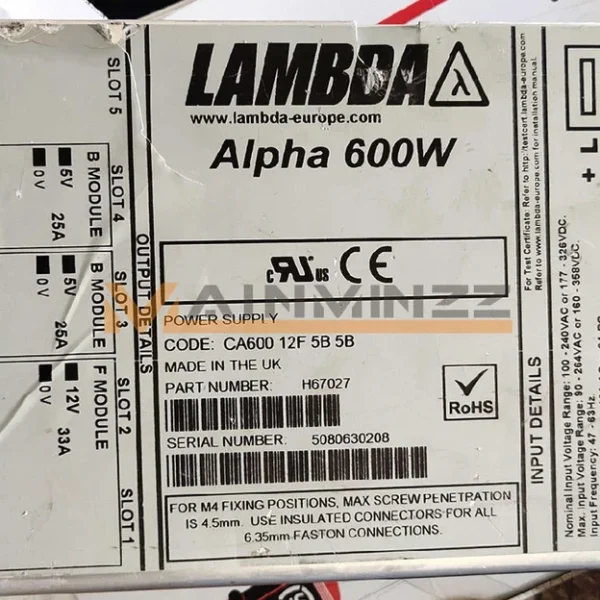 LAMBDA
www.lambda-europe.com
Alpha 600W
c RU us CE
MAINMINZZ
POWER SUPPLY
CODE: CA600 12F 5B 5B
MADE IN THE UK
PART NUMBER: H67027
SERIAL NUMBER: 5080630208
RoHS
FOR M4 FIXING POSITIONS, MAX SCREW PENETRATION
IS 4.5mm. USE INSULATED CONNECTORS FOR ALL
6.35mm FASTON CONNECTIONS.
OUTPUT DETAILS
SLOT 5
SLOT 4
B MODULE
5V 25A
0V
SLOT 3
B MODULE
5V 25A
0V
SLOT 2
F MODULE
12V 33A
0V
SLOT 1
For Test Certificate: Refer to http://testcert.lambda-europe.com
Refer to www.lambda-europe.com for installation manual.
INPUT DETAILS
Nominal Input Voltage Range: 100 - 240VAC or 177 - 326VDC.
Max. Input Voltage Range: 90 - 264VAC or 160 - 358VDC.
Input Frequency: 47 - 63Hz.
+ L